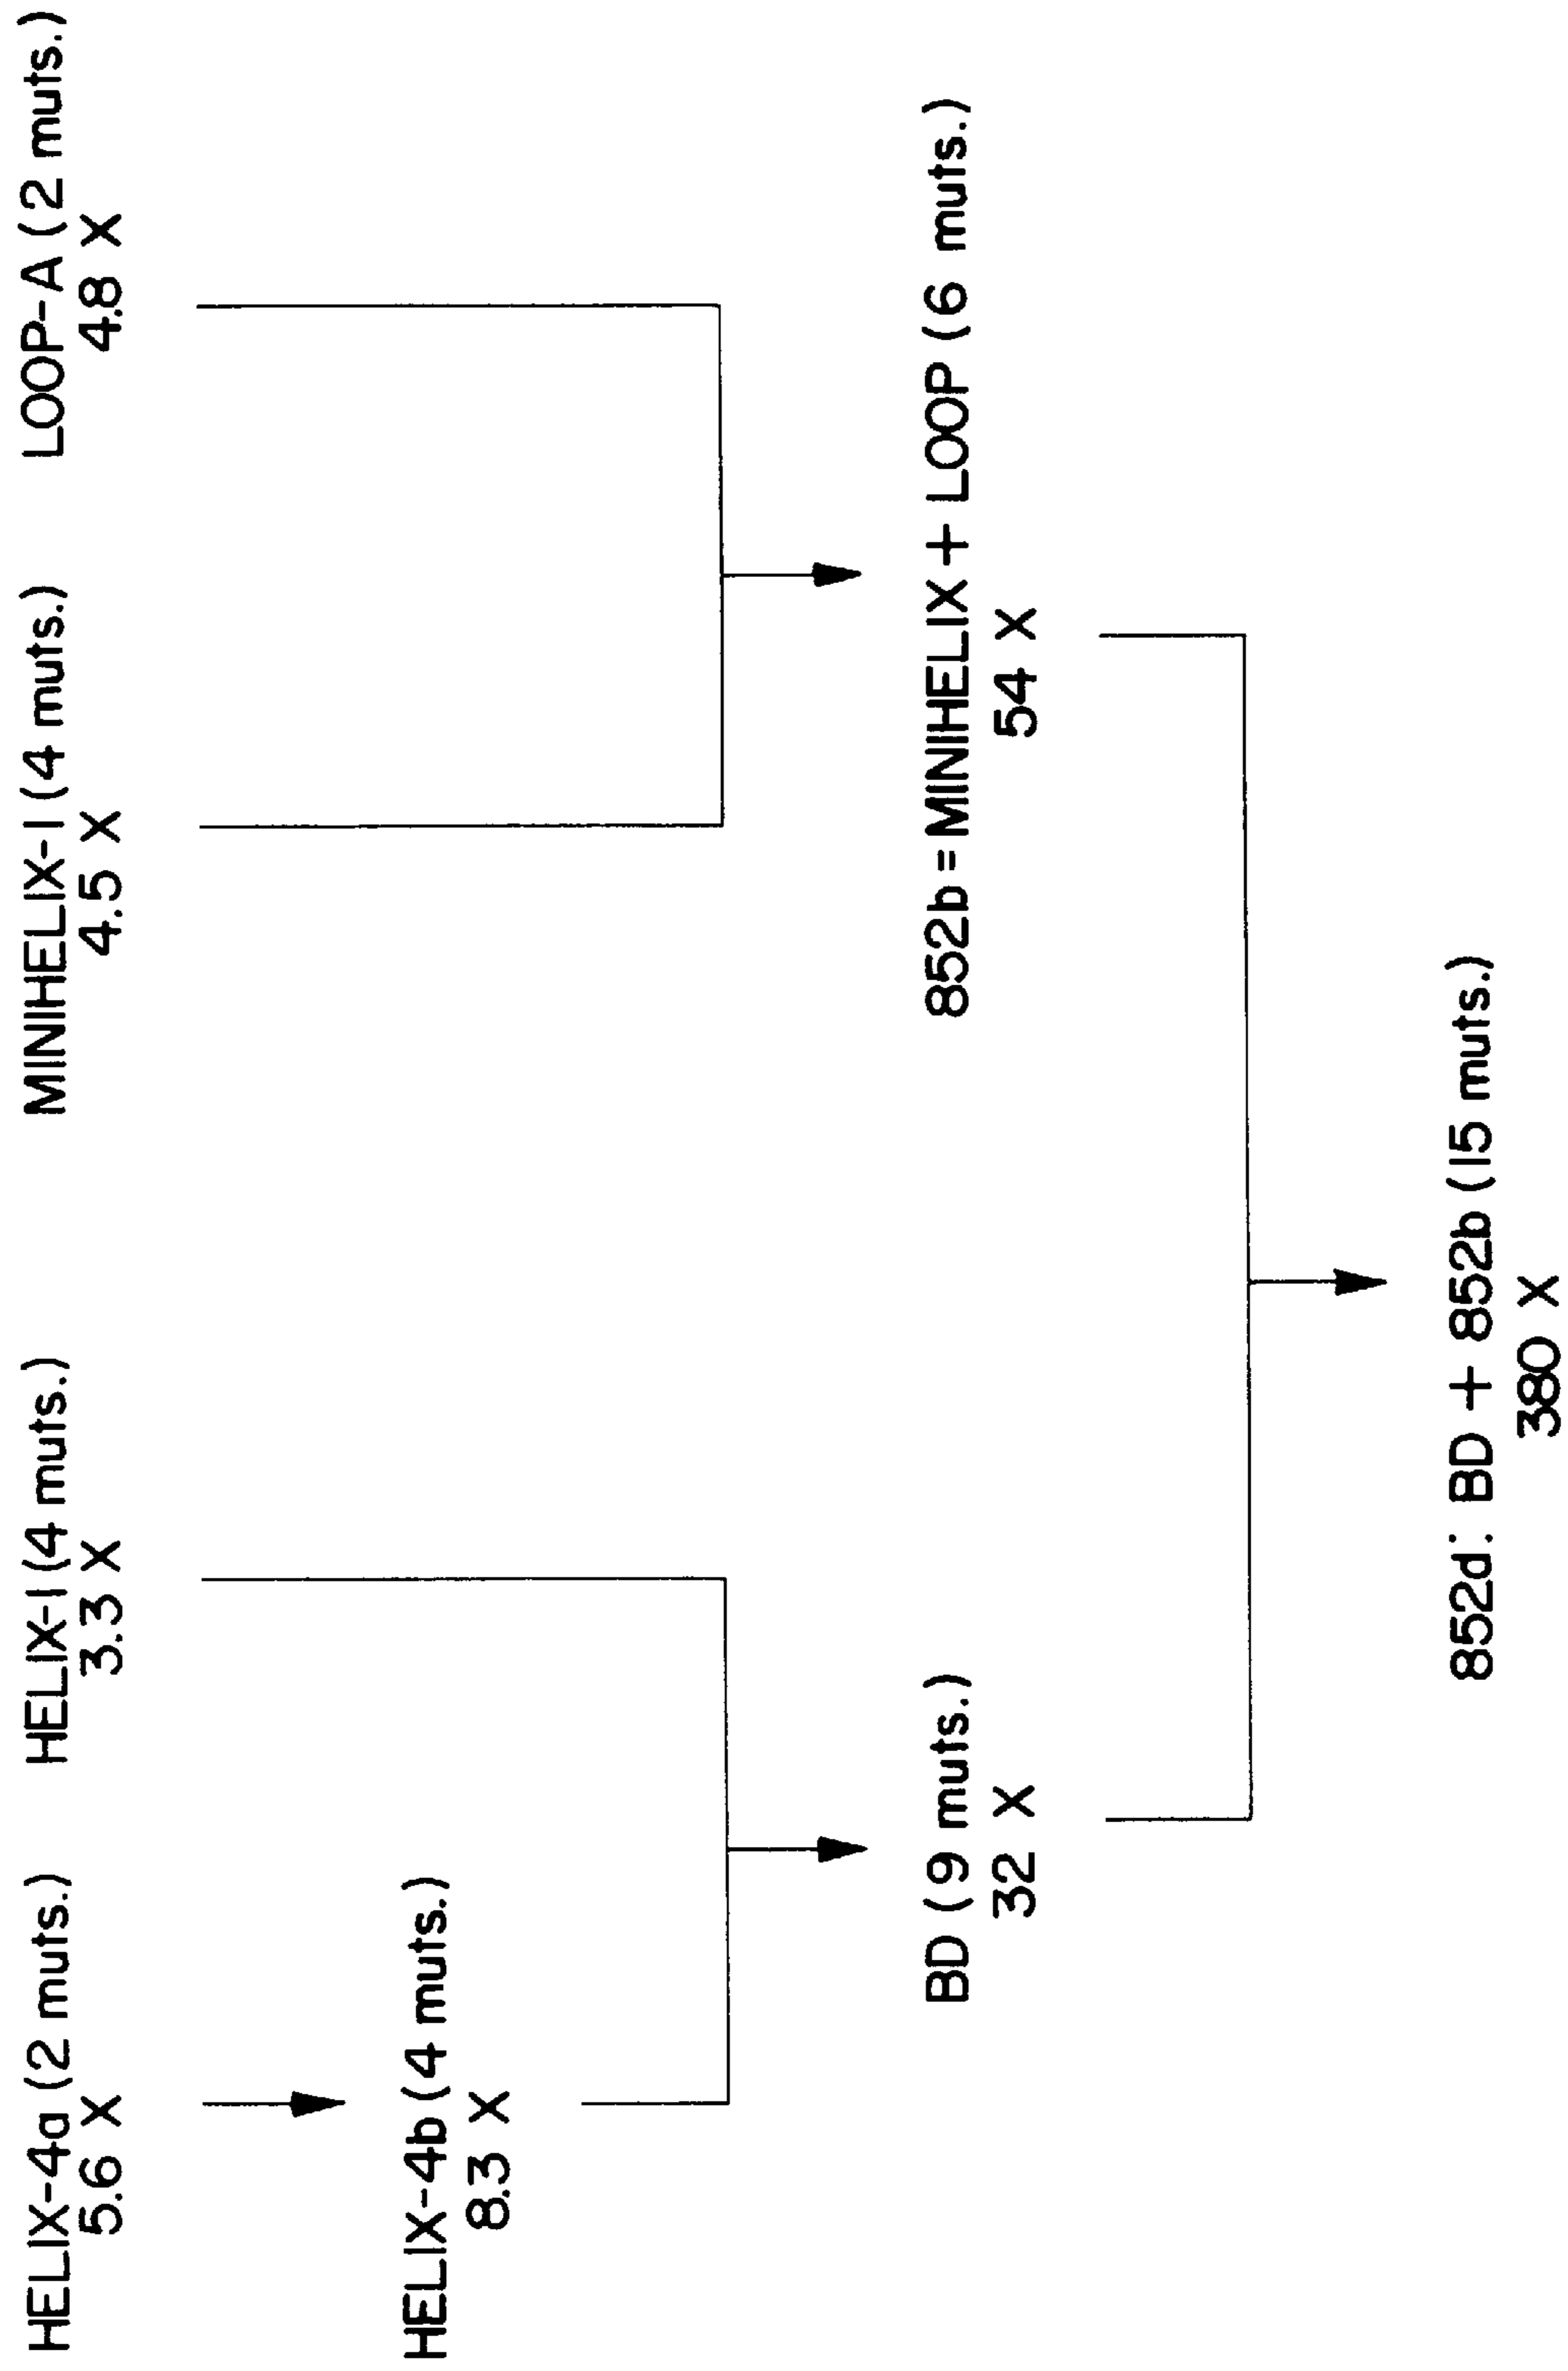 HELIX-4a (2 muts.)
5.6 X
HELIX-1 (4 muts.)
3.3 X
MINIHELIX-1 (4 muts.)
4.5 X
LOOP-A (2 muts.)
4.8 X
HELIX-4b (4 muts.)
8.3 X
BD (9 muts.)
32 X
852b = MINIHELIX + LOOP (6 muts.)
54 X
852d: BD + 852b (15 muts.)
380 X